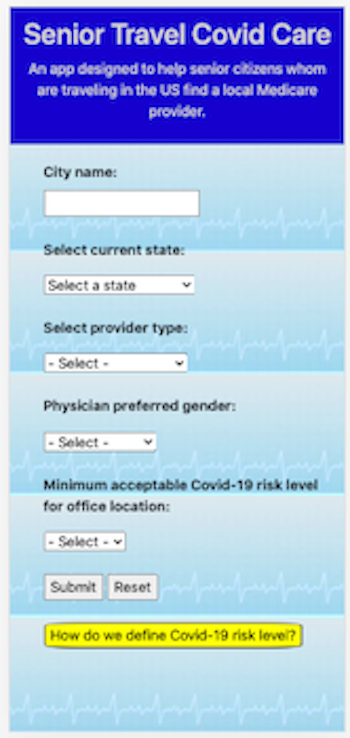 Senior Travel Covid Care
An app designed to help senior citizens whom
are traveling in the US find a local Medicare
provider.
City name:
Select current state:
Select a state
Select provider type:
- Select -
Physician preferred gender:
- Select -
Minimum acceptable Covid-19 risk level
for office location:
- Select -
Submit Reset
How do we define Covid-19 risk level?